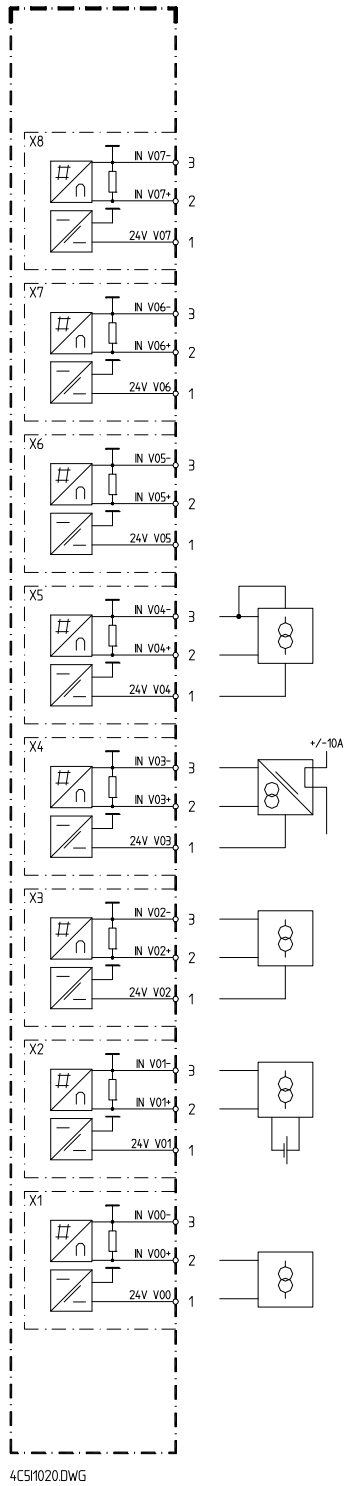 X8
IN V07- 3
IN V07+ 2
24V V07 1
X7
IN V06- 3
IN V06+ 2
24V V06 1
X6
IN V05- 3
IN V05+ 2
24V V05 1
X5
IN V04- 3
IN V04+ 2
24V V04 1
X4
+/-10A
IN V03- 3
IN V03+ 2
24V V03 1
X3
IN V02- 3
IN V02+ 2
24V V02 1
X2
IN V01- 3
IN V01+ 2
24V V01 1
X1
IN V00- 3
IN V00+ 2
24V V00 1
4C5I1020.DWG